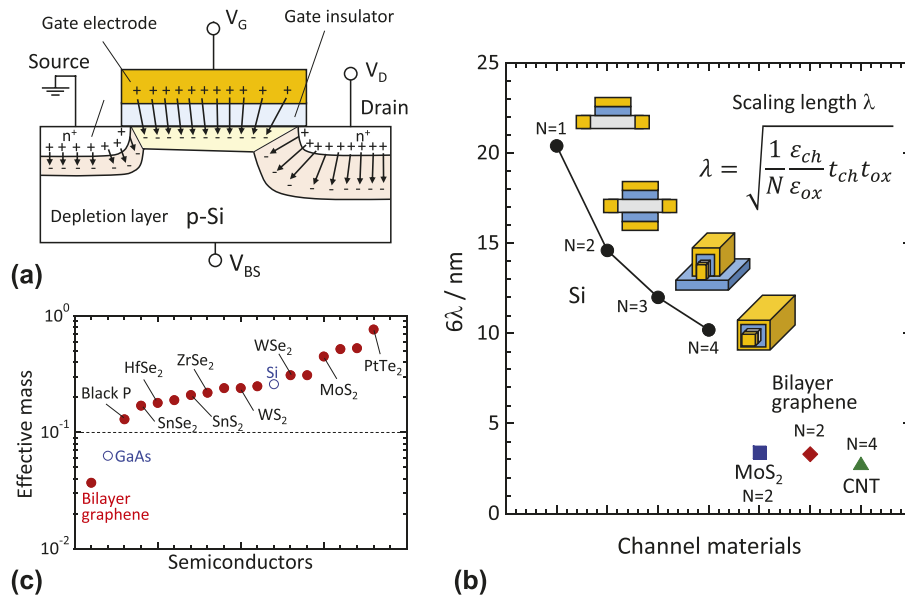 Gate electrode
V_G
Gate insulator
Source
V_D
Drain
n⁺
n⁺
Depletion layer
p-Si
V_BS
(a)
25
20
15
10
5
0
6λ / nm
Scaling length λ
λ = √(1/N ε_ch/ε_ox t_ch t_ox)
N=1
N=2
Si
N=3
N=4
Bilayer
graphene
N=2
N=4
MoS₂
N=2
CNT
Channel materials
(b)
10⁰
10⁻¹
10⁻²
Effective mass
Black P
HfSe₂
SnSe₂
ZrSe₂
SnS₂
WSe₂
Si
WS₂
MoS₂
PtTe₂
GaAs
Bilayer
graphene
Semiconductors
(c)